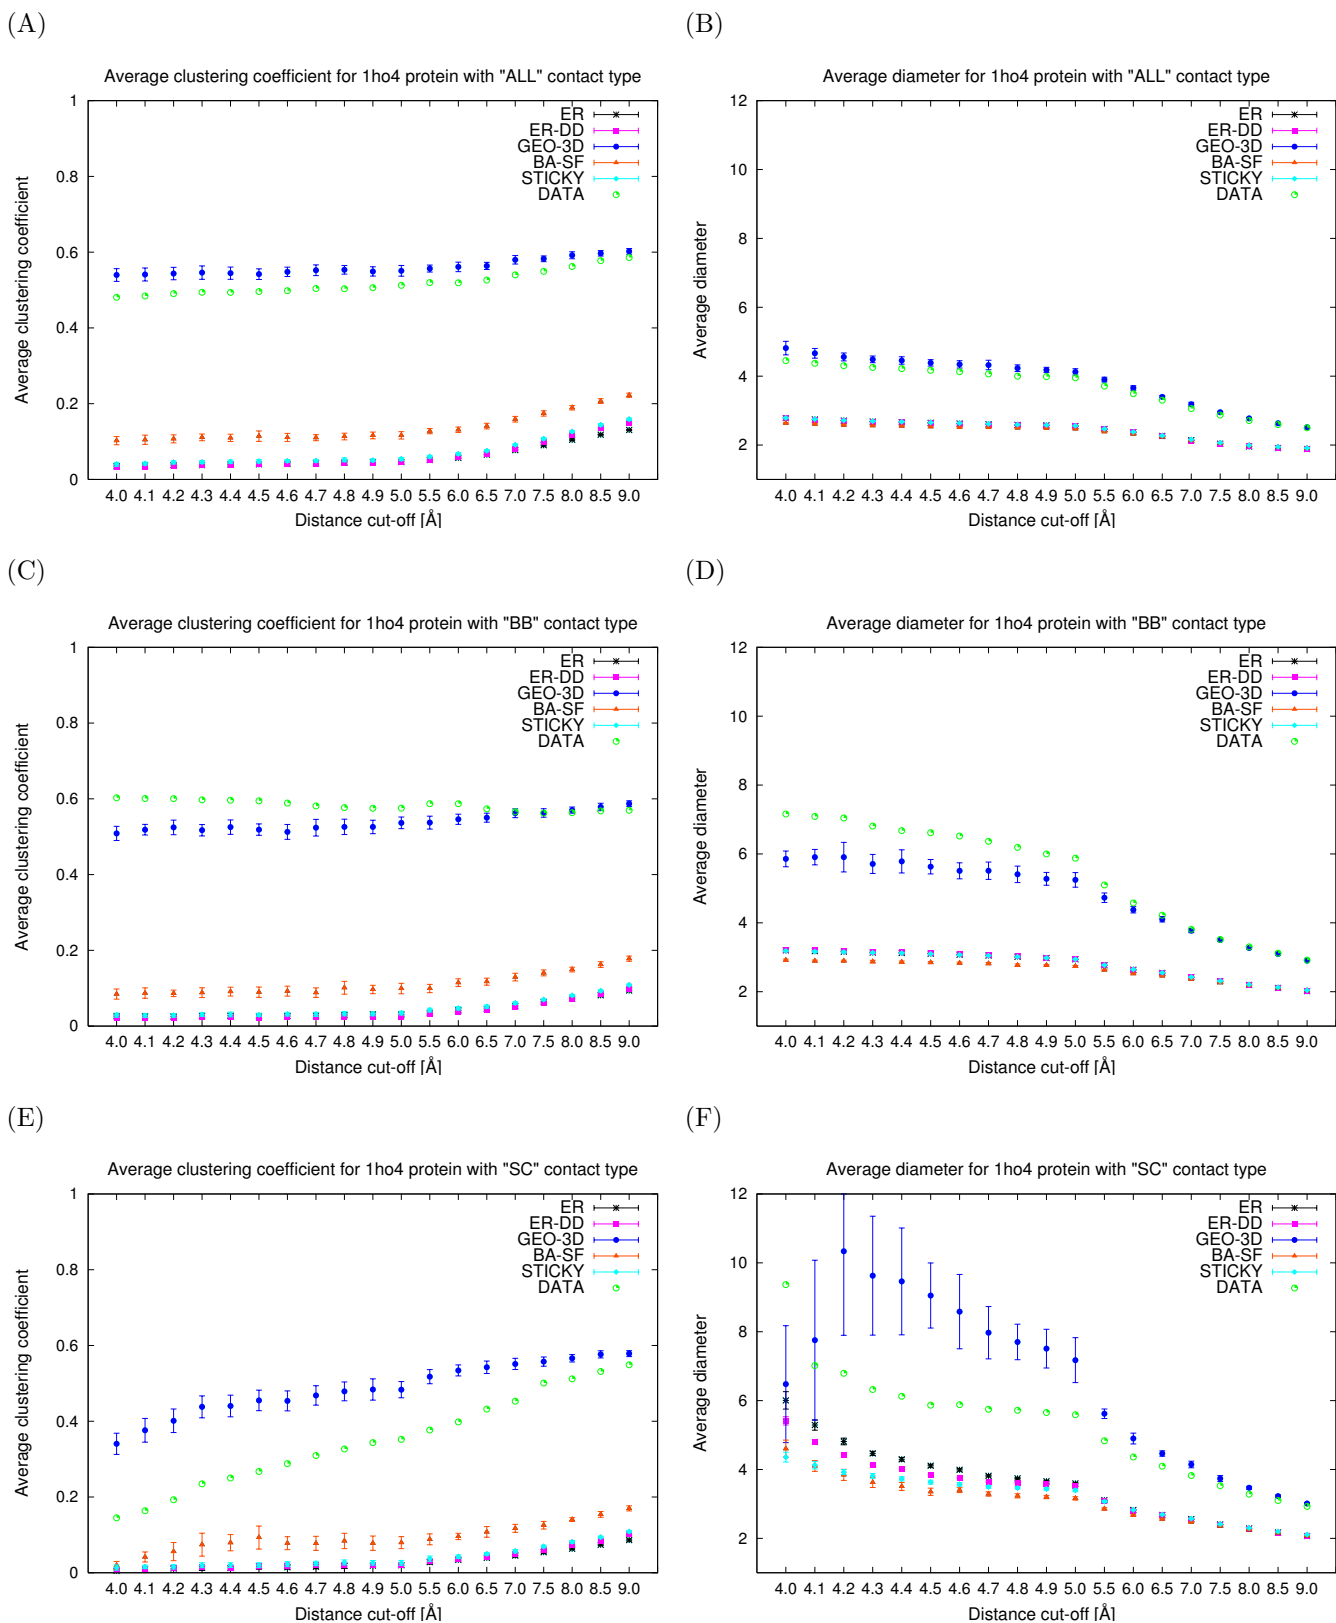 (A)
Average clustering coefficient for 1ho4 protein with "ALL" contact type
Average clustering coefficient
1
0.8
0.6
0.4
0.2
0
ER
ER-DD
GEO-3D
BA-SF
STICKY
DATA
4.0 4.1 4.2 4.3 4.4 4.5 4.6 4.7 4.8 4.9 5.0 5.5 6.0 6.5 7.0 7.5 8.0 8.5 9.0
Distance cut-off [Å]
(B)
Average diameter for 1ho4 protein with "ALL" contact type
Average diameter
12
10
8
6
4
2
ER
ER-DD
GEO-3D
BA-SF
STICKY
DATA
4.0 4.1 4.2 4.3 4.4 4.5 4.6 4.7 4.8 4.9 5.0 5.5 6.0 6.5 7.0 7.5 8.0 8.5 9.0
Distance cut-off [Å]
(C)
Average clustering coefficient for 1ho4 protein with "BB" contact type
Average clustering coefficient
1
0.8
0.6
0.4
0.2
0
ER
ER-DD
GEO-3D
BA-SF
STICKY
DATA
4.0 4.1 4.2 4.3 4.4 4.5 4.6 4.7 4.8 4.9 5.0 5.5 6.0 6.5 7.0 7.5 8.0 8.5 9.0
Distance cut-off [Å]
(D)
Average diameter for 1ho4 protein with "BB" contact type
Average diameter
12
10
8
6
4
2
ER
ER-DD
GEO-3D
BA-SF
STICKY
DATA
4.0 4.1 4.2 4.3 4.4 4.5 4.6 4.7 4.8 4.9 5.0 5.5 6.0 6.5 7.0 7.5 8.0 8.5 9.0
Distance cut-off [Å]
(E)
Average clustering coefficient for 1ho4 protein with "SC" contact type
Average clustering coefficient
1
0.8
0.6
0.4
0.2
0
ER
ER-DD
GEO-3D
BA-SF
STICKY
DATA
4.0 4.1 4.2 4.3 4.4 4.5 4.6 4.7 4.8 4.9 5.0 5.5 6.0 6.5 7.0 7.5 8.0 8.5 9.0
Distance cut-off [Å]
(F)
Average diameter for 1ho4 protein with "SC" contact type
Average diameter
12
10
8
6
4
2
ER
ER-DD
GEO-3D
BA-SF
STICKY
DATA
4.0 4.1 4.2 4.3 4.4 4.5 4.6 4.7 4.8 4.9 5.0 5.5 6.0 6.5 7.0 7.5 8.0 8.5 9.0
Distance cut-off [Å]